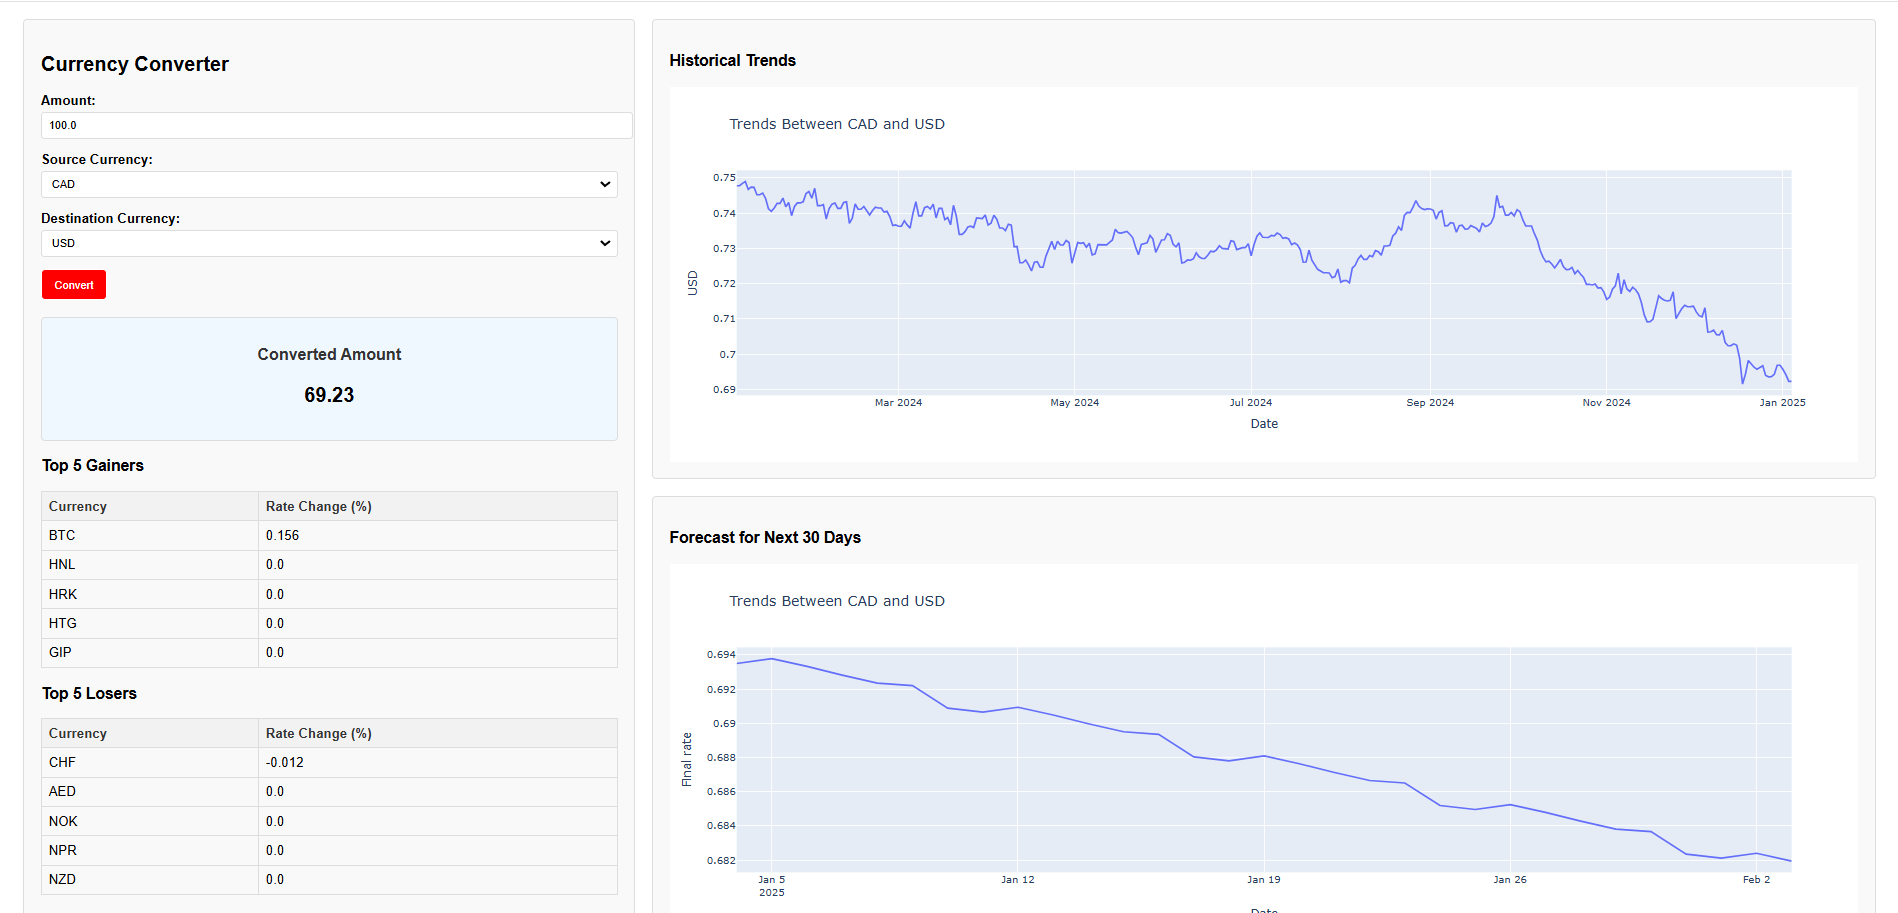 Currency Converter
Amount:
100.0
Source Currency:
CAD
Destination Currency:
USD
Convert
Converted Amount
69.23
Top 5 Gainers
Currency Rate Change (%)
BTC 0.156
HNL 0.0
HRK 0.0
HTG 0.0
GIP 0.0
Top 5 Losers
Currency Rate Change (%)
CHF -0.012
AED 0.0
NOK 0.0
NPR 0.0
NZD 0.0
Historical Trends
Trends Between CAD and USD
0.75
0.74
0.73
0.72
0.71
0.7
0.69
USD
Mar 2024 May 2024 Jul 2024 Sep 2024 Nov 2024 Jan 2025
Date
Forecast for Next 30 Days
Trends Between CAD and USD
0.694
0.692
0.69
0.688
0.686
0.684
0.682
Final rate
Jan 5 Jan 12 Jan 19 Jan 26 Feb 2
2025
Date